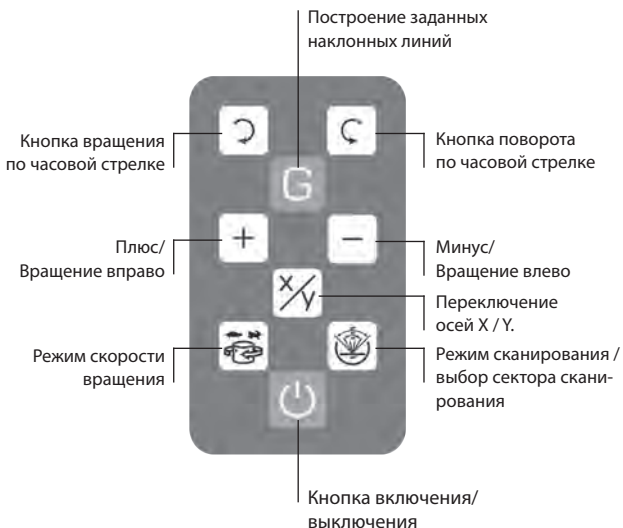 Построение заданных
наклонных линий
Кнопка вращения
по часовой стрелке
Кнопка поворота
по часовой стрелке
G
Плюс/
Вращение вправо
+
−
Минус/
Вращение влево
X/Y
Переключение
осей X / Y.
Режим скорости
вращения
Режим сканирования /
выбор сектора скани-
рования
Кнопка включения/
выключения